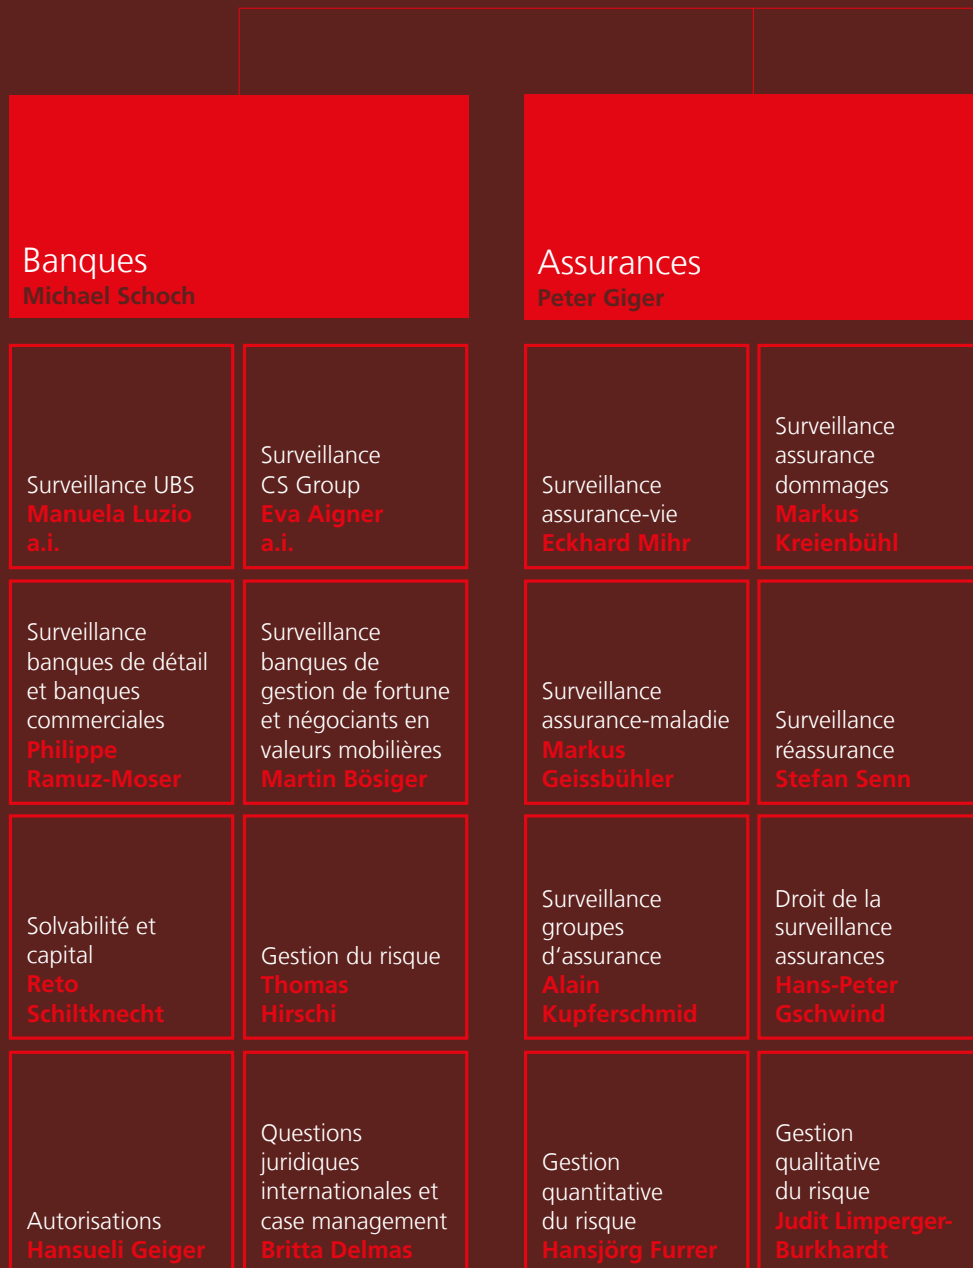 Banques
Michael Schoch
Assurances
Peter Giger
Surveillance UBS
Manuela Luzio
a.i.
Surveillance
CS Group
Eva Aigner
a.i.
Surveillance
assurance-vie
Eckhard Mihr
Surveillance
assurance
dommages
Markus
Kreienbühl
Surveillance
banques de détail
et banques
commerciales
Philippe
Ramuz-Moser
Surveillance
banques de
gestion de fortune
et négociants en
valeurs mobilières
Martin Bösiger
Surveillance
assurance-maladie
Markus
Geissbühler
Surveillance
réassurance
Stefan Senn
Solvabilité et
capital
Reto
Schiltknecht
Gestion du risque
Thomas
Hirschi
Surveillance
groupes
d'assurance
Alain
Kupferschmid
Droit de la
surveillance
assurances
Hans-Peter
Gschwind
Autorisations
Hansueli Geiger
Questions
juridiques
internationales et
case management
Britta Delmas
Gestion
quantitative
du risque
Hansjörg Furrer
Gestion
qualitative
du risque
Judit Limperger-
Burkhardt